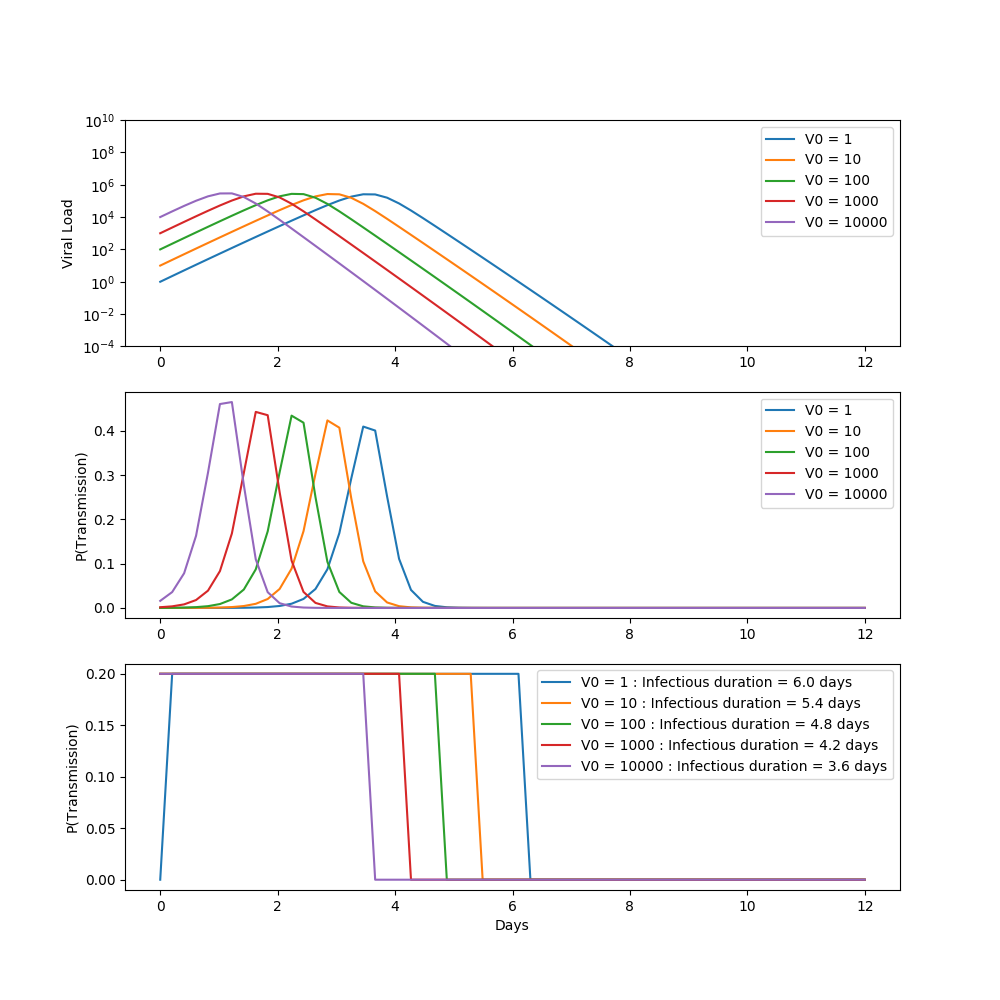 Viral Load
10^10
10^8
10^6
10^4
10^2
10^0
10^−2
10^−4
V0 = 1
V0 = 10
V0 = 100
V0 = 1000
V0 = 10000
0 2 4 6 8 10 12
P(Transmission)
0.4
0.3
0.2
0.1
0.0
V0 = 1
V0 = 10
V0 = 100
V0 = 1000
V0 = 10000
0 2 4 6 8 10 12
P(Transmission)
0.20
0.15
0.10
0.05
0.00
V0 = 1 : Infectious duration = 6.0 days
V0 = 10 : Infectious duration = 5.4 days
V0 = 100 : Infectious duration = 4.8 days
V0 = 1000 : Infectious duration = 4.2 days
V0 = 10000 : Infectious duration = 3.6 days
0 2 4 6 8 10 12
Days